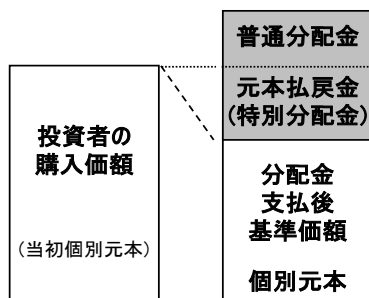 普通分配金
元本払戻金
(特別分配金)
投資者の
購入価額
(当初個別元本)
分配金
支払後
基準価額
個別元本